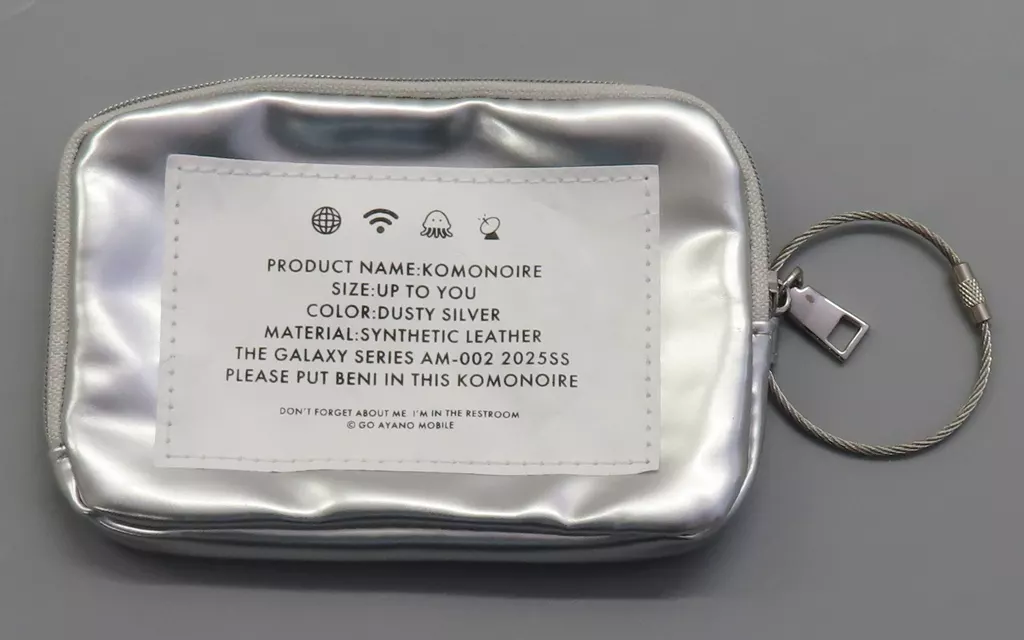 PRODUCT NAME:KOMONOIRE
SIZE:UP TO YOU
COLOR:DUSTY SILVER
MATERIAL:SYNTHETIC LEATHER
THE GALAXY SERIES AM-002 2025SS
PLEASE PUT BENI IN THIS KOMONOIRE
DON'T FORGET ABOUT ME I'M IN THE RESTROOM
© GO AYANO MOBILE